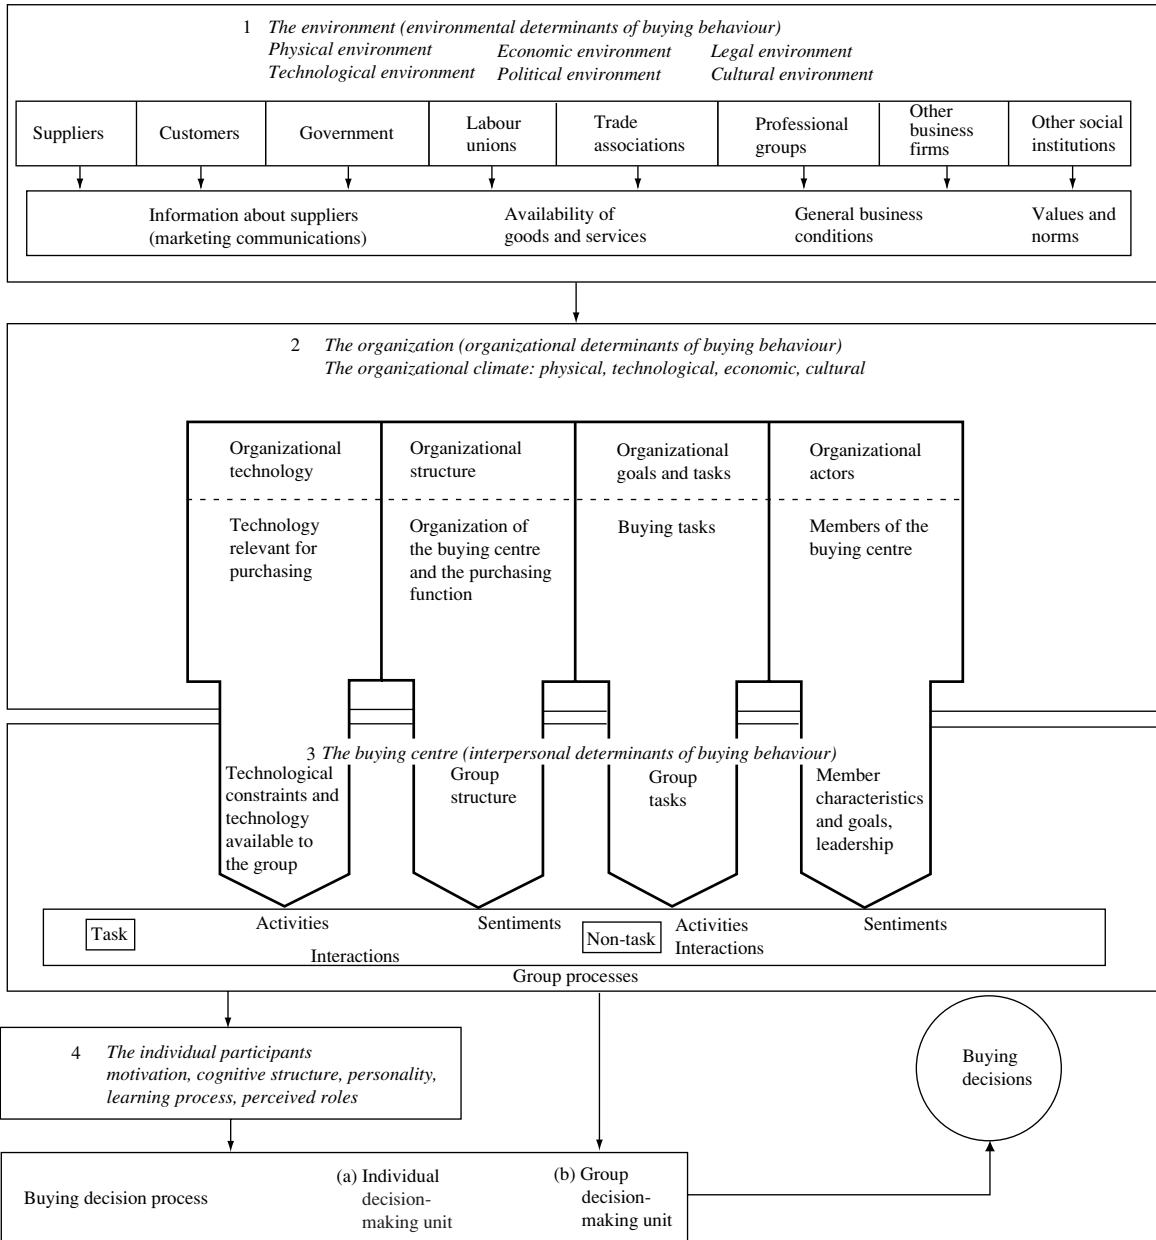 1 The environment (environmental determinants of buying behaviour)
Physical environment Economic environment Legal environment
Technological environment Political environment Cultural environment
Suppliers
Customers
Government
Labour
unions
Trade
associations
Professional
groups
Other
business
firms
Other social
institutions
Information about suppliers
(marketing communications)
Availability of
goods and services
General business
conditions
Values and
norms
2 The organization (organizational determinants of buying behaviour)
The organizational climate: physical, technological, economic, cultural
Organizational
technology
Organizational
structure
Organizational
goals and tasks
Organizational
actors
Technology
relevant for
purchasing
Organization of
the buying centre
and the purchasing
function
Buying tasks
Members of the
buying centre
3 The buying centre (interpersonal determinants of buying behaviour)
Technological
constraints and
technology
available to
the group
Group
structure
Group
tasks
Member
characteristics
and goals,
leadership
Task
Activities
Interactions
Sentiments
Non-task
Activities
Interactions
Sentiments
Group processes
4 The individual participants
motivation, cognitive structure, personality,
learning process, perceived roles
Buying
decisions
Buying decision process
(a) Individual
decision-
making unit
(b) Group
decision-
making unit